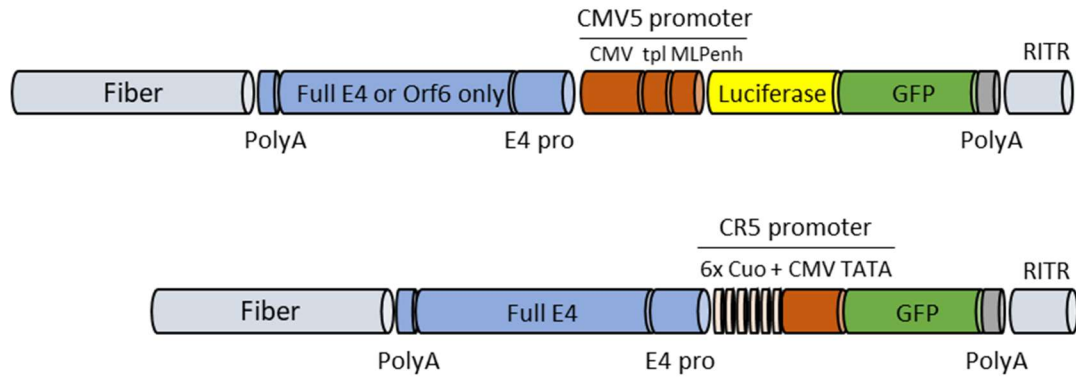 CMV5 promoter
CMV tpl MLPenh
RITR
Fiber
Full E4 or Orf6 only
Luciferase
GFP
PolyA
E4 pro
PolyA
CR5 promoter
6x Cuo + CMV TATA
RITR
Fiber
Full E4
GFP
PolyA
E4 pro
PolyA